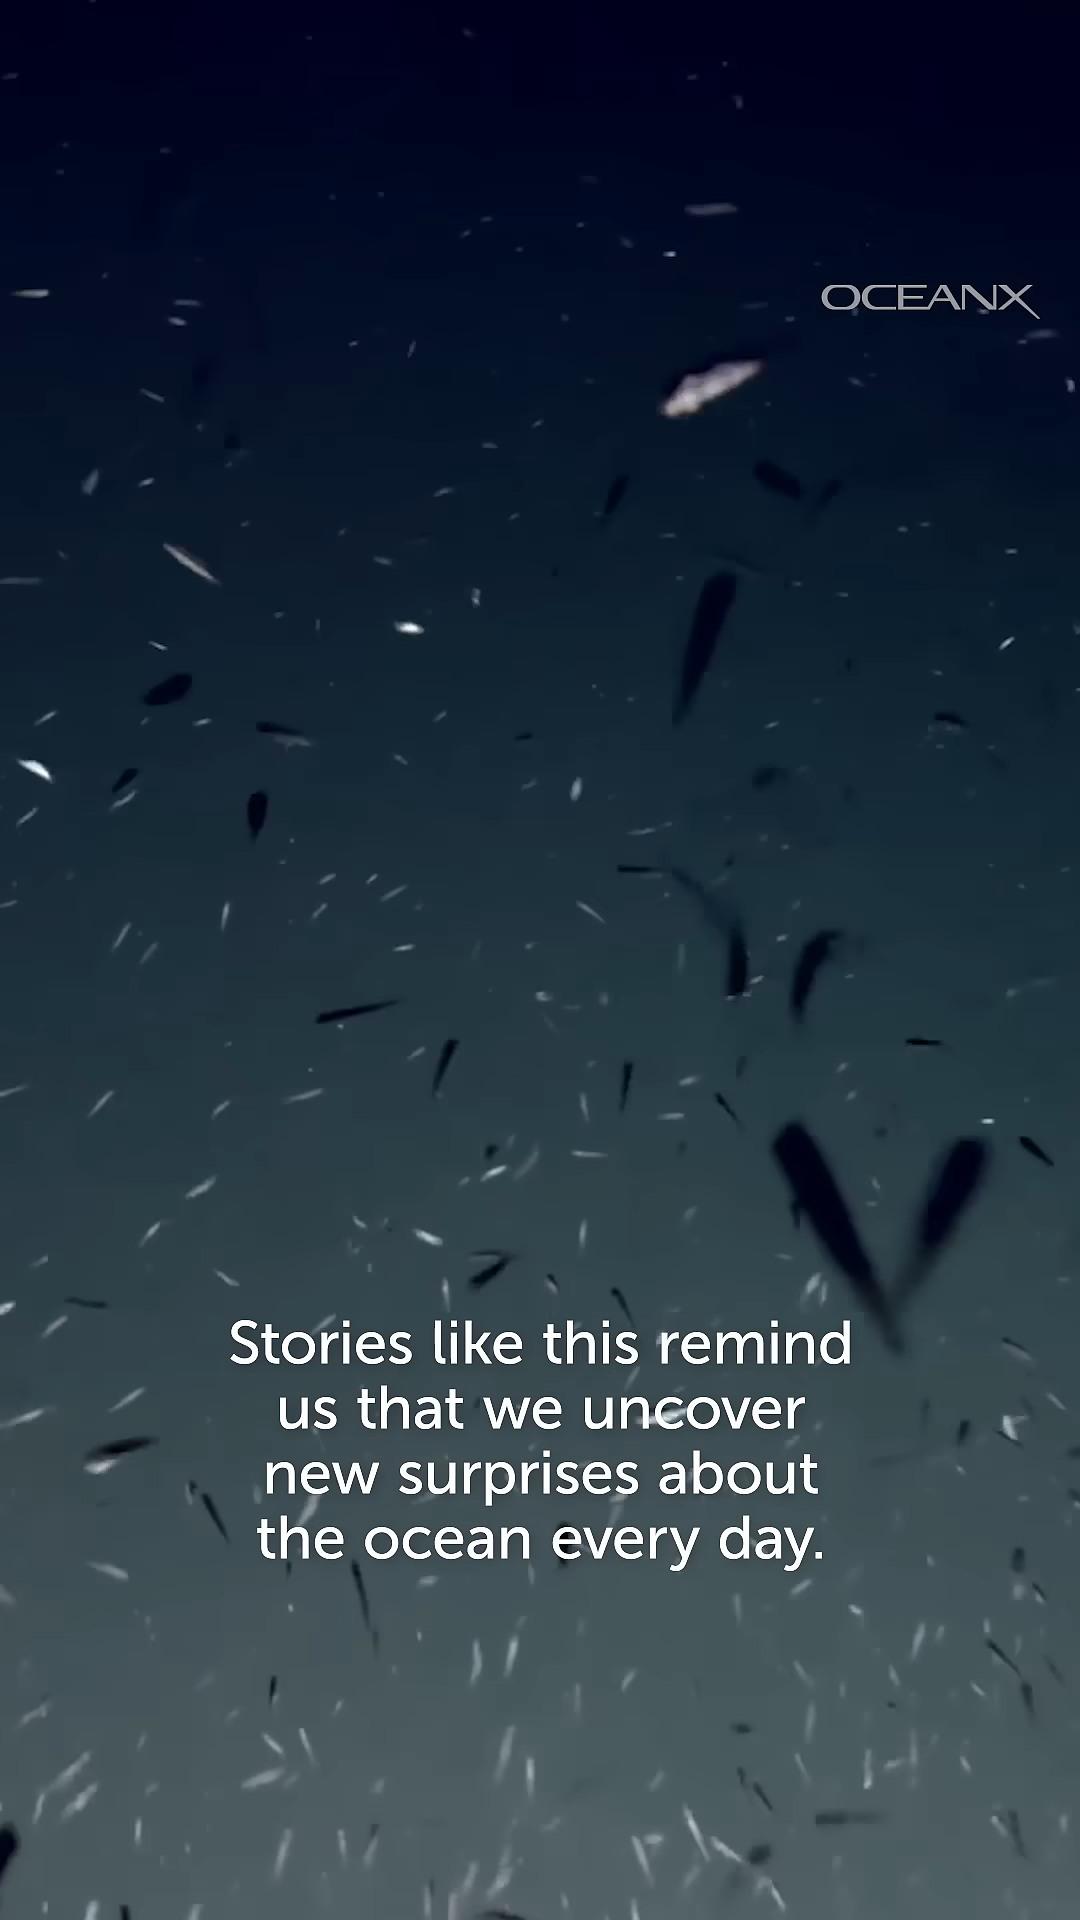 OCEANX
Stories like this remind
us that we uncover
new surprises about
the ocean every day.